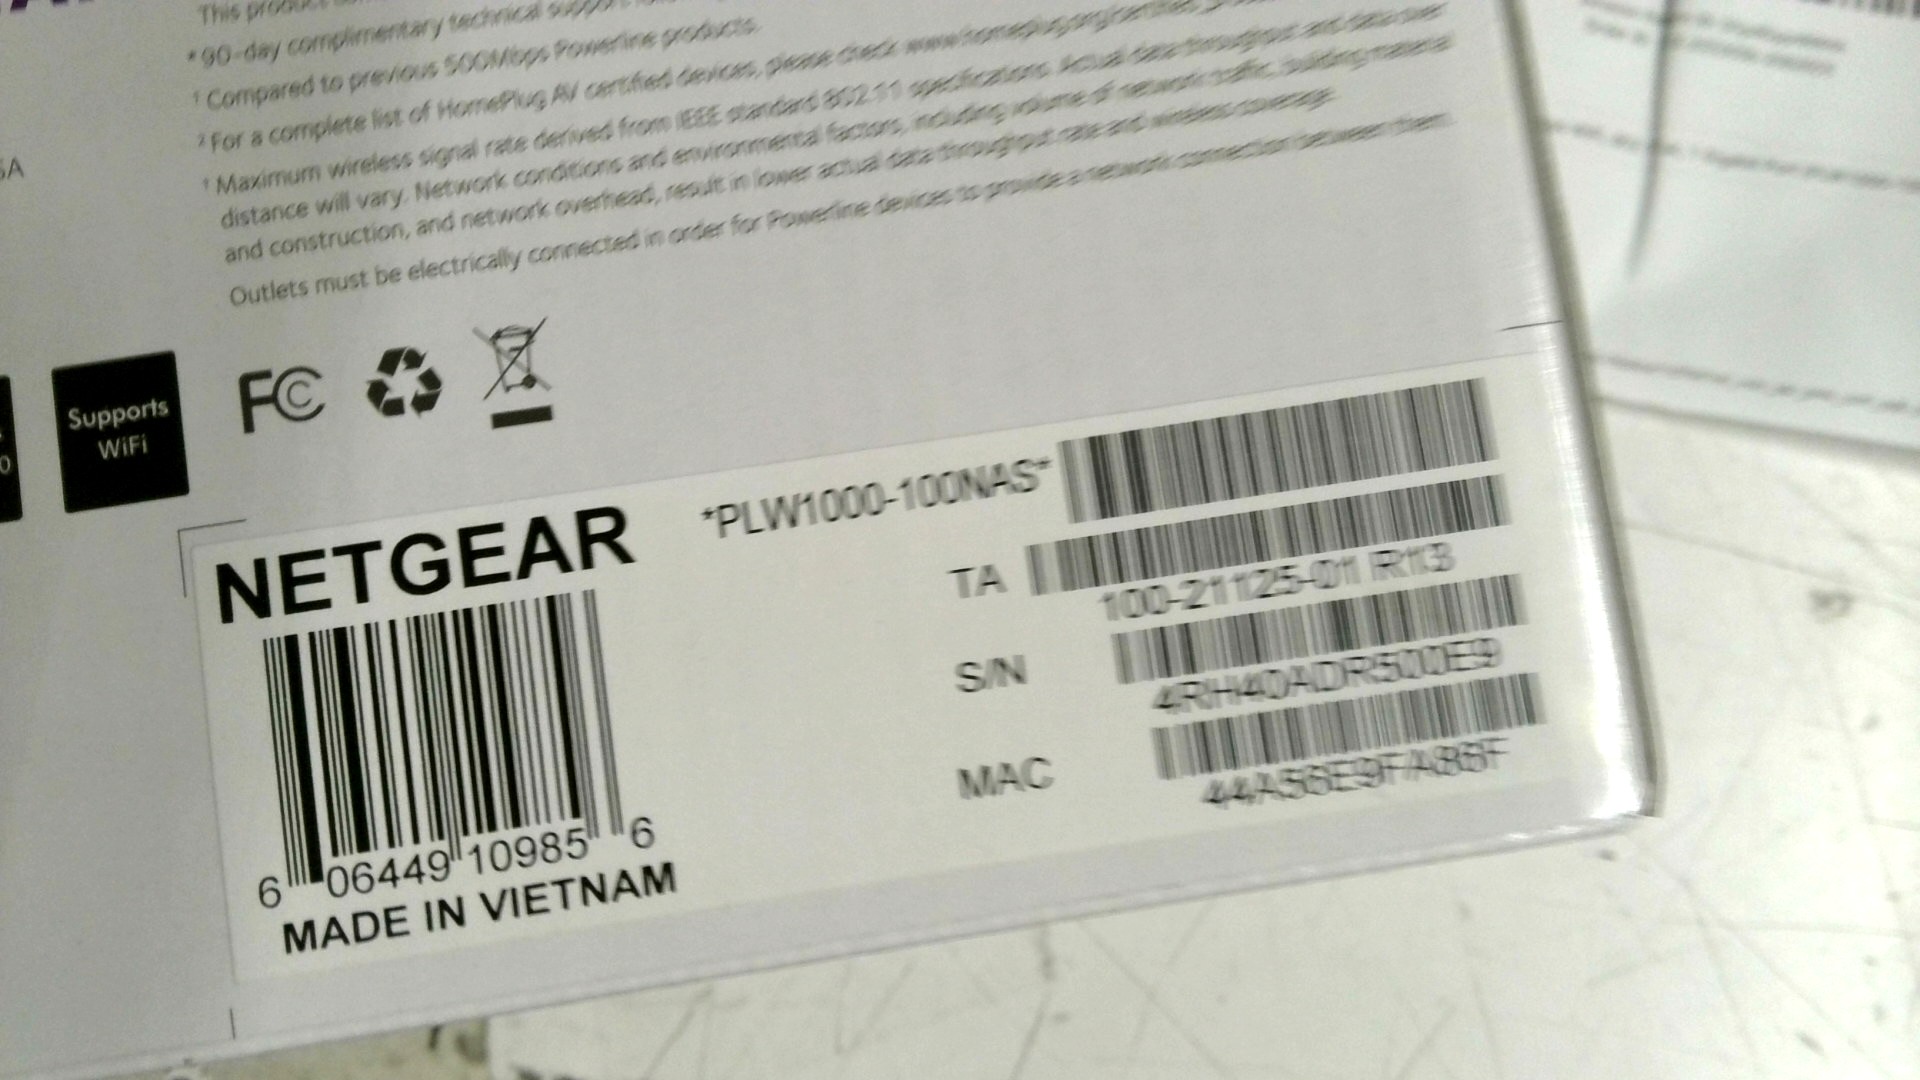 This product
*90-day complimentary technical support
¹ Compared to previous 500Mbps Powerline products.
² For a complete list of HomePlug AV certified devices, please check
† Maximum wireless signal rate derived from IEEE standard 802.11 specifications. Actual data throughput and
distance will vary. Network conditions and environmental factors, including volume of network traffic, building material
and construction, and network overhead, result in lower actual data throughput rate and wireless coverage.
Outlets must be electrically connected in order for Powerline devices to provide a network connection between them.
SA
Supports
WiFi
FC
NETGEAR
*PLW1000-100NAS*
TA
100-21125-01 R13
S/N
4RH40ADR500E9
MAC
6 06449 10985 6
MADE IN VIETNAM